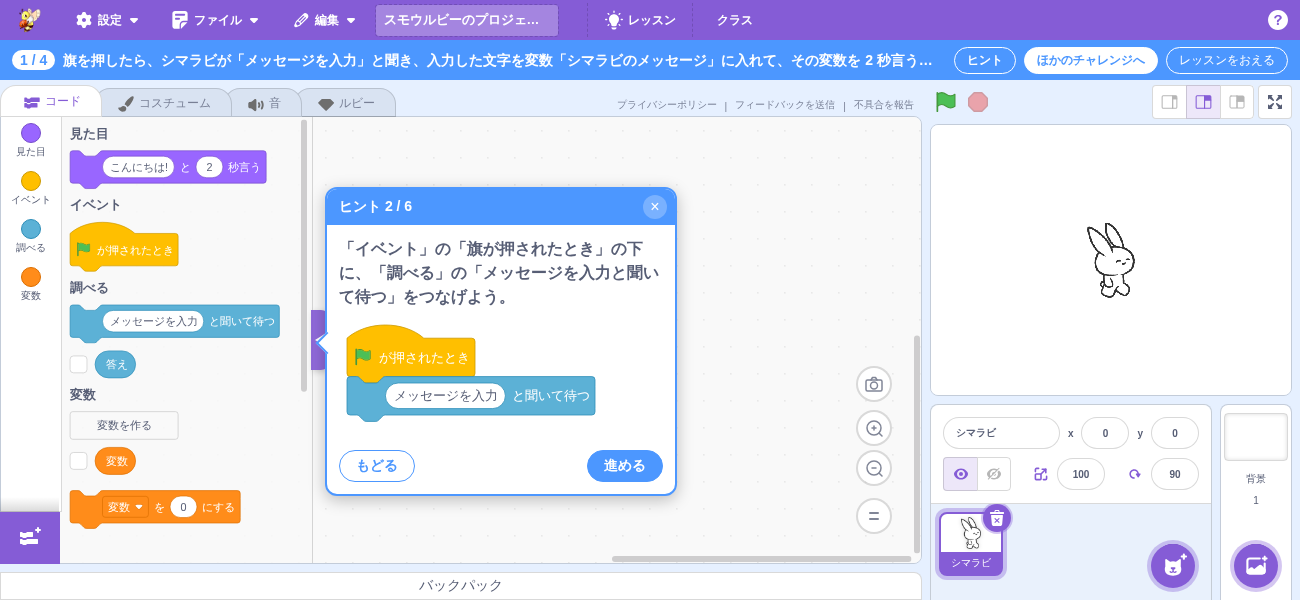 設定
ファイル
編集
スモウルビーのプロジェ…
レッスン
クラス
?
1 / 4
旗を押したら、シマラビが「メッセージを入力」と聞き、入力した文字を変数「シマラビのメッセージ」に入れて、その変数を 2 秒言う…
ヒント
ほかのチャレンジへ
レッスンをおえる
コード
コスチューム
音
ルビー
プライバシーポリシー | フィードバックを送信 | 不具合を報告
見た目
イベント
調べる
変数
見た目
こんにちは! と 2 秒言う
イベント
が押されたとき
調べる
メッセージを入力 と聞いて待つ
答え
変数
変数を作る
変数
変数 を 0 にする
ヒント 2 / 6
×
「イベント」の「旗が押されたとき」の下
に、「調べる」の「メッセージを入力と聞い
て待つ」をつなげよう。
が押されたとき
メッセージを入力 と聞いて待つ
もどる
進める
シマラビ x 0 y 0
100
90
シマラビ
背景
1
バックパック